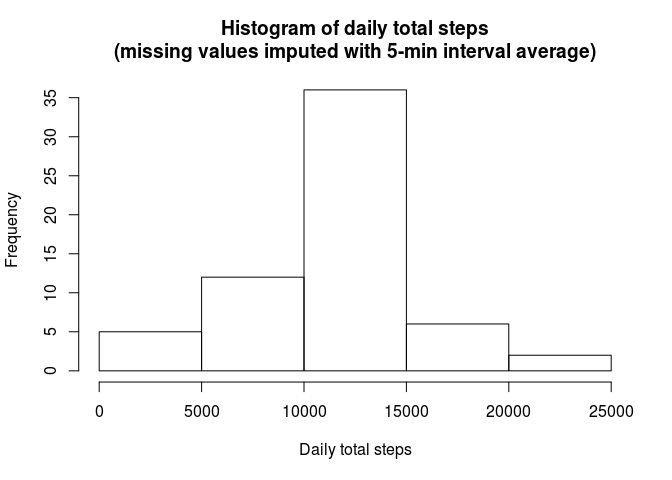 Histogram of daily total steps
(missing values imputed with 5-min interval average)
Frequency
35
30
25
20
15
10
5
0
0 5000 10000 15000 20000 25000
Daily total steps